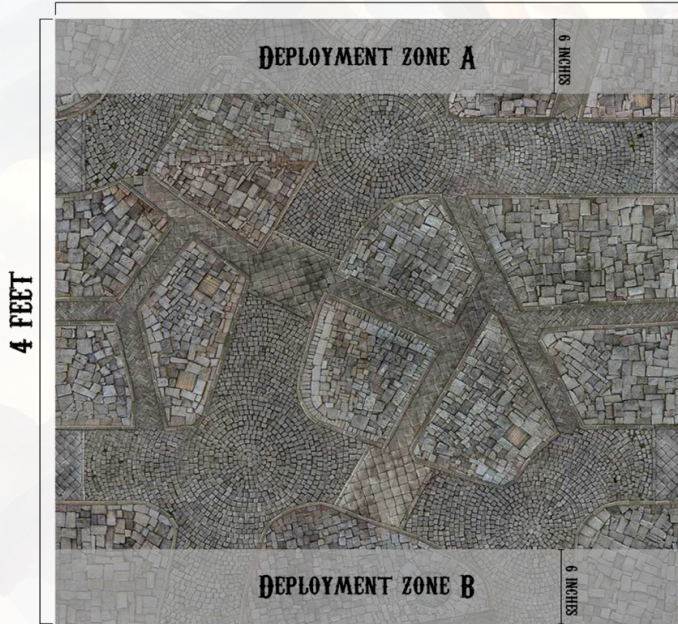 Deployment zone A
6 inches
4 feet
Deployment zone B
6 inches